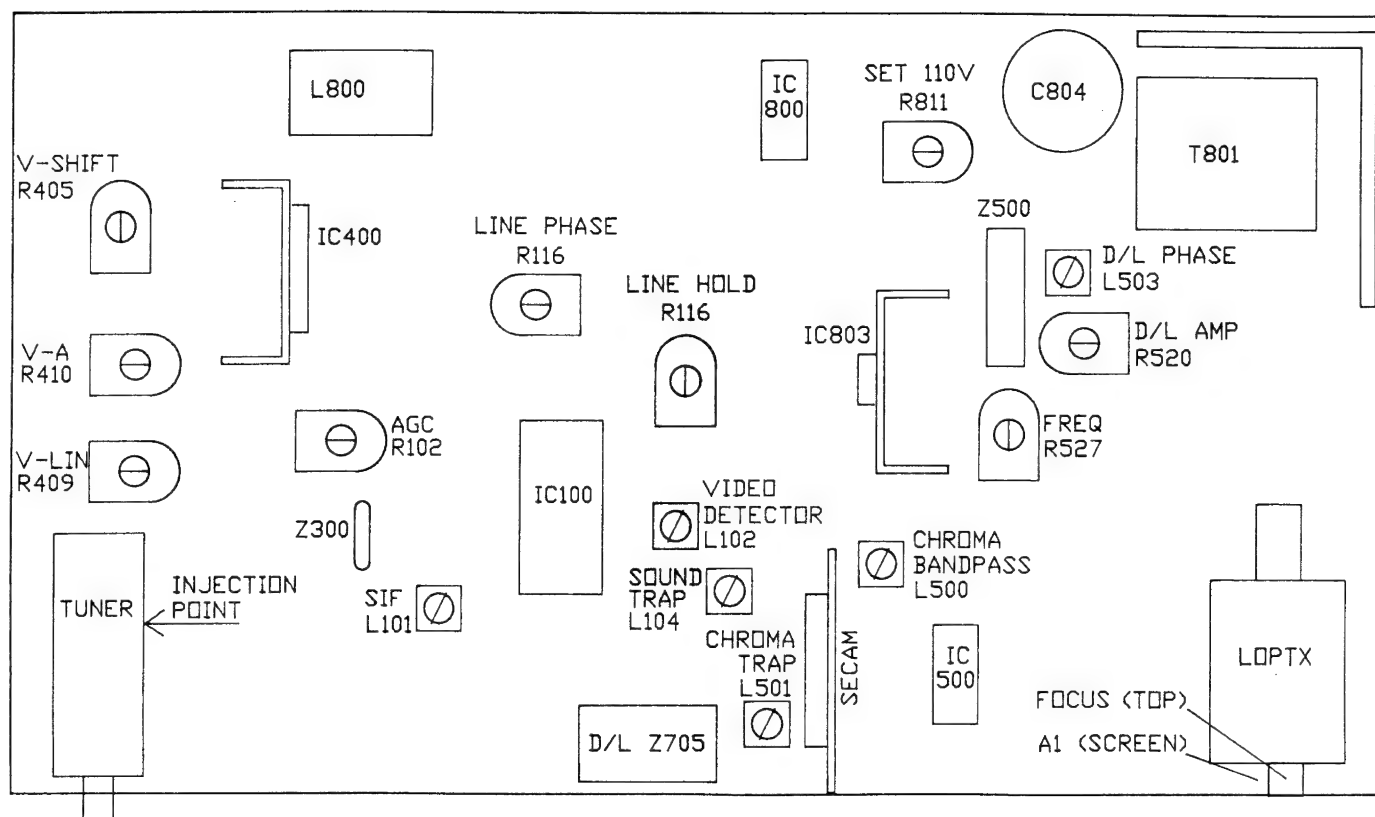 L800
IC
800
SET 110V
R811
C804
T801
V-SHIFT
R405
IC400
LINE PHASE
R116
LINE HOLD
R116
Z500
D/L PHASE
L503
IC803
D/L AMP
R520
V-A
R410
AGC
R102
FREQ
R527
V-LIN
R409
IC100
VIDEO
DETECTOR
L102
Z300
CHROMA
BANDPASS
L500
TUNER
INJECTION
POINT
SIF
L101
SOUND
TRAP
L104
CHROMA
TRAP
L501
SECAM
IC
500
LOPTX
FOCUS (TOP)
A1 (SCREEN)
D/L Z705